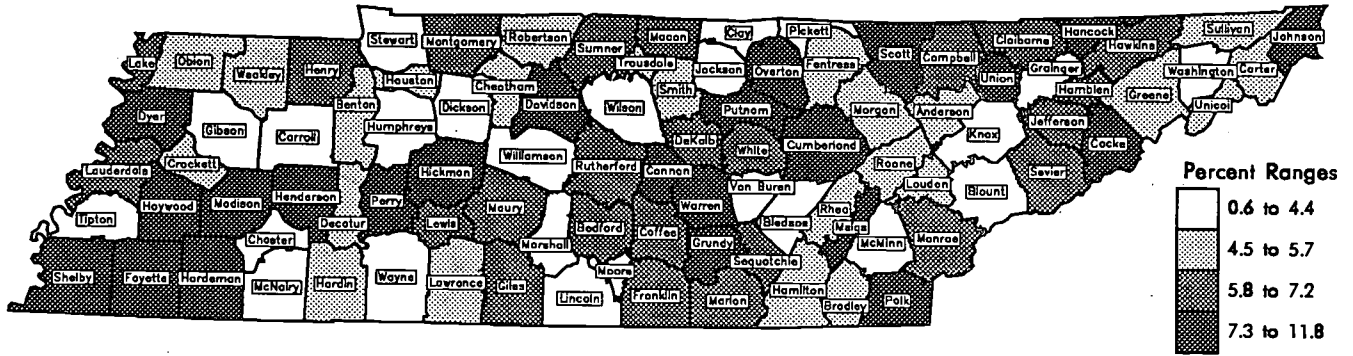 Stewart
Montgomery
Robertson
Sumner
Macon
Clay
Pickett
Scott
Campbell
Claiborne
Hancock
Hawkins
Sullivan
Johnson
Lake
Obion
Weakley
Henry
Houston
Cheatham
Trousdale
Jackson
Overton
Fentress
Union
Grainger
Hamblen
Washington
Carter
Greene
Unicoi
Dyer
Gibson
Carroll
Benton
Humphreys
Dickson
Davidson
Wilson
Smith
Putnam
Morgan
Anderson
Knox
Jefferson
Cocke
Lauderdale
Crockett
Williamson
Rutherford
DeKalb
White
Cumberland
Roane
Loudon
Blount
Sevier
Tipton
Haywood
Madison
Henderson
Decatur
Perry
Hickman
Lewis
Maury
Cannon
Warren
Van Buren
Bledsoe
Rhea
Meigs
McMinn
Monroe
Chester
Marshall
Bedford
Coffee
Grundy
Sequatchie
Shelby
Fayette
Hardeman
McNairy
Hardin
Wayne
Lawrence
Giles
Lincoln
Moore
Franklin
Marion
Hamilton
Bradley
Polk
Percent Ranges
0.6 to 4.4
4.5 to 5.7
5.8 to 7.2
7.3 to 11.8